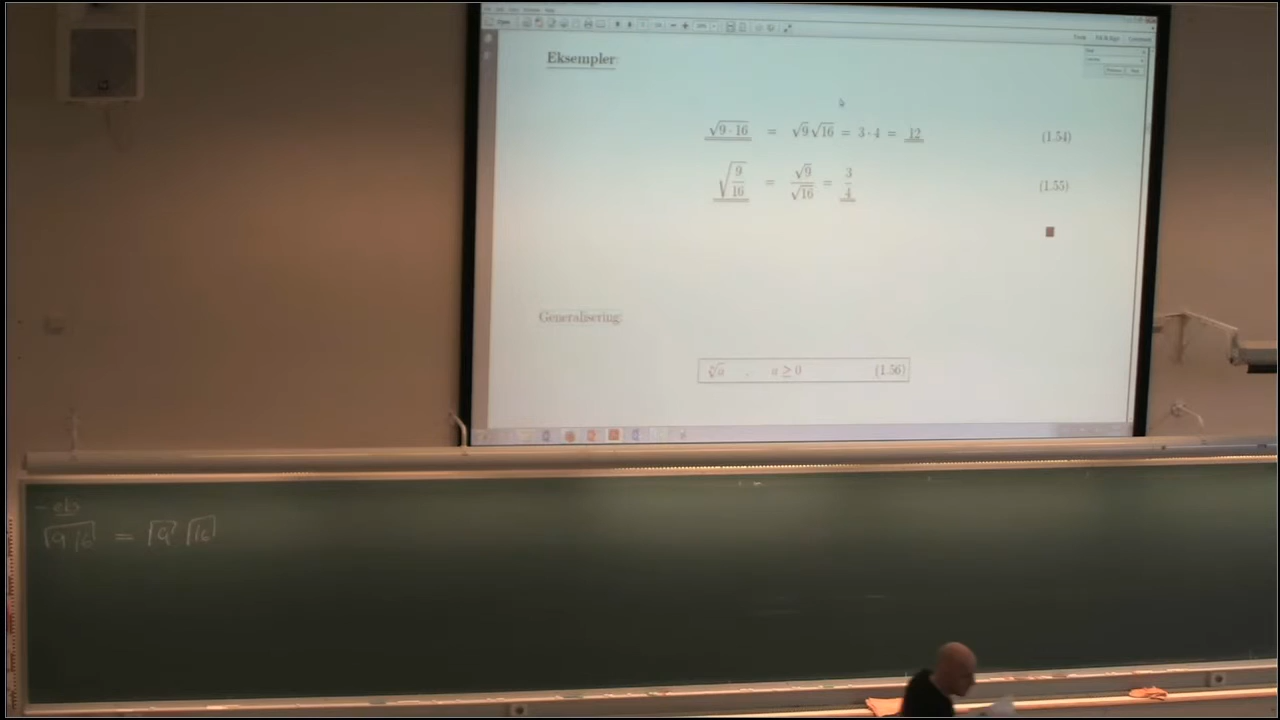 Eksempler:
√9 · 16 = √9 √16 = 3 · 4 = 12 (1.54)
√9/16 = √9/√16 = 3/4 (1.55)
Generalisering:
ⁿ√a , a ≥ 0 (1.56)
- eks
√9 16 = √9 √16